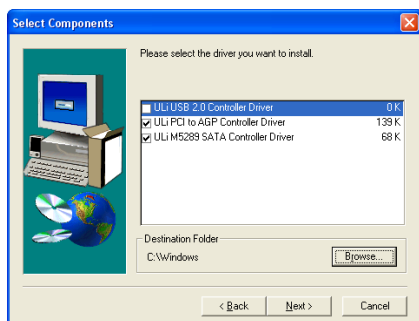 Select Components
Please select the driver you want to install.
ULi USB 2.0 Controller Driver 0 K
ULi PCI to AGP Controller Driver 139 K
ULi M5289 SATA Controller Driver 68 K
Destination Folder
C:\Windows
Browse...
< Back
Next >
Cancel